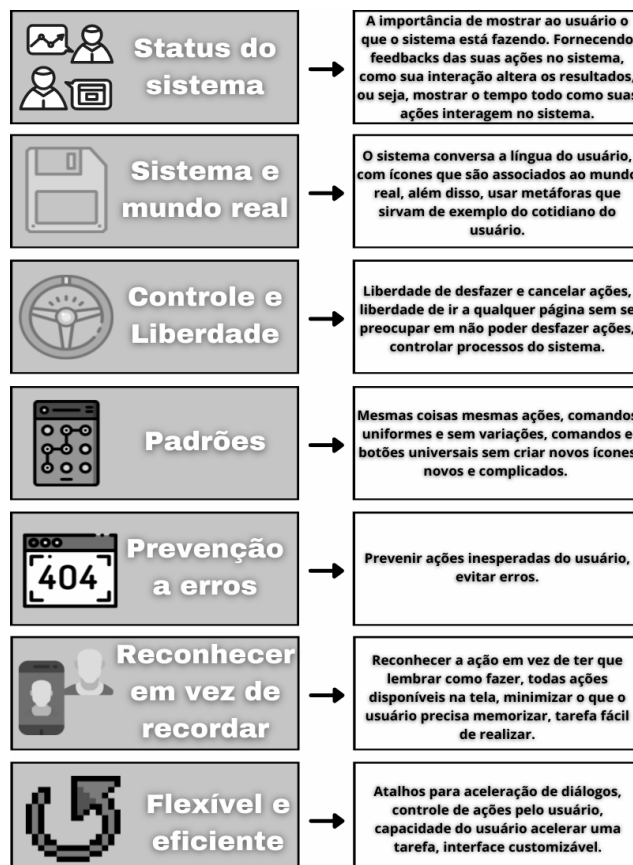 Status do
sistema
A importância de mostrar ao usuário o
que o sistema está fazendo. Fornecendo
feedbacks das suas ações no sistema,
como sua interação altera os resultados,
ou seja, mostrar o tempo todo como suas
ações interagem no sistema.
Sistema e
mundo real
O sistema conversa a língua do usuário,
com ícones que são associados ao mundo
real, além disso, usar metáforas que
sirvam de exemplo do cotidiano do
usuário.
Controle e
Liberdade
Liberdade de desfazer e cancelar ações,
liberdade de ir a qualquer página sem se
preocupar em não poder desfazer ações,
controlar processos do sistema.
Padrões
Mesmas coisas mesmas ações, comandos
uniformes e sem variações, comandos e
botões universais sem criar novos ícones
novos e complicados.
404
Prevenção
a erros
Prevenir ações inesperadas do usuário,
evitar erros.
Reconhecer
em vez de
recordar
Reconhecer a ação em vez de ter que
lembrar como fazer, todas ações
disponíveis na tela, minimizar o que o
usuário precisa memorizar, tarefa fácil
de realizar.
Flexível e
eficiente
Atalhos para aceleração de diálogos,
controle de ações pelo usuário,
capacidade do usuário acelerar uma
tarefa, interface customizável.